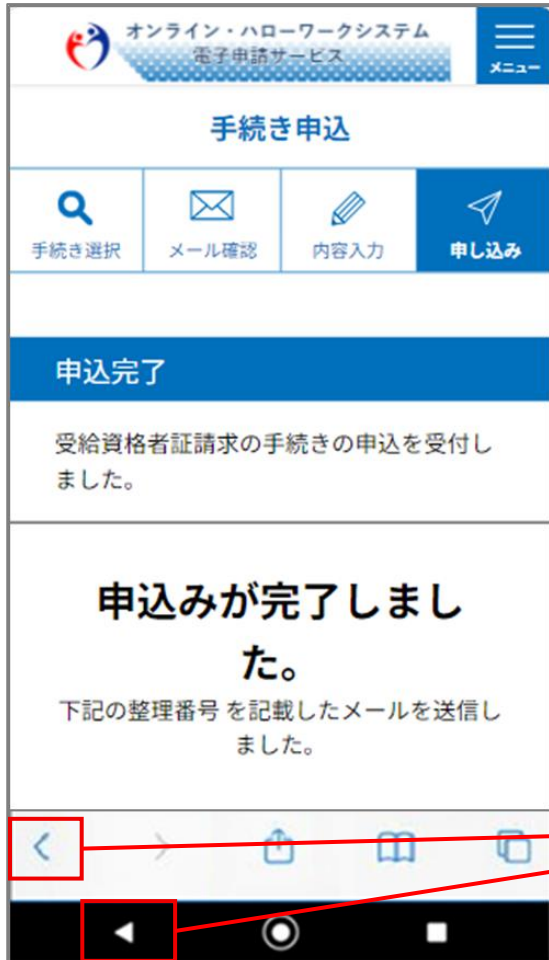 オンライン・ハローワークシステム
電子申請サービス
メニュー
手続き申込
手続き選択
メール確認
内容入力
申し込み
申込完了
受給資格者証請求の手続きの申込を受付し
ました。
申込みが完了しまし
た。
下記の整理番号 を記載したメールを送信し
ました。